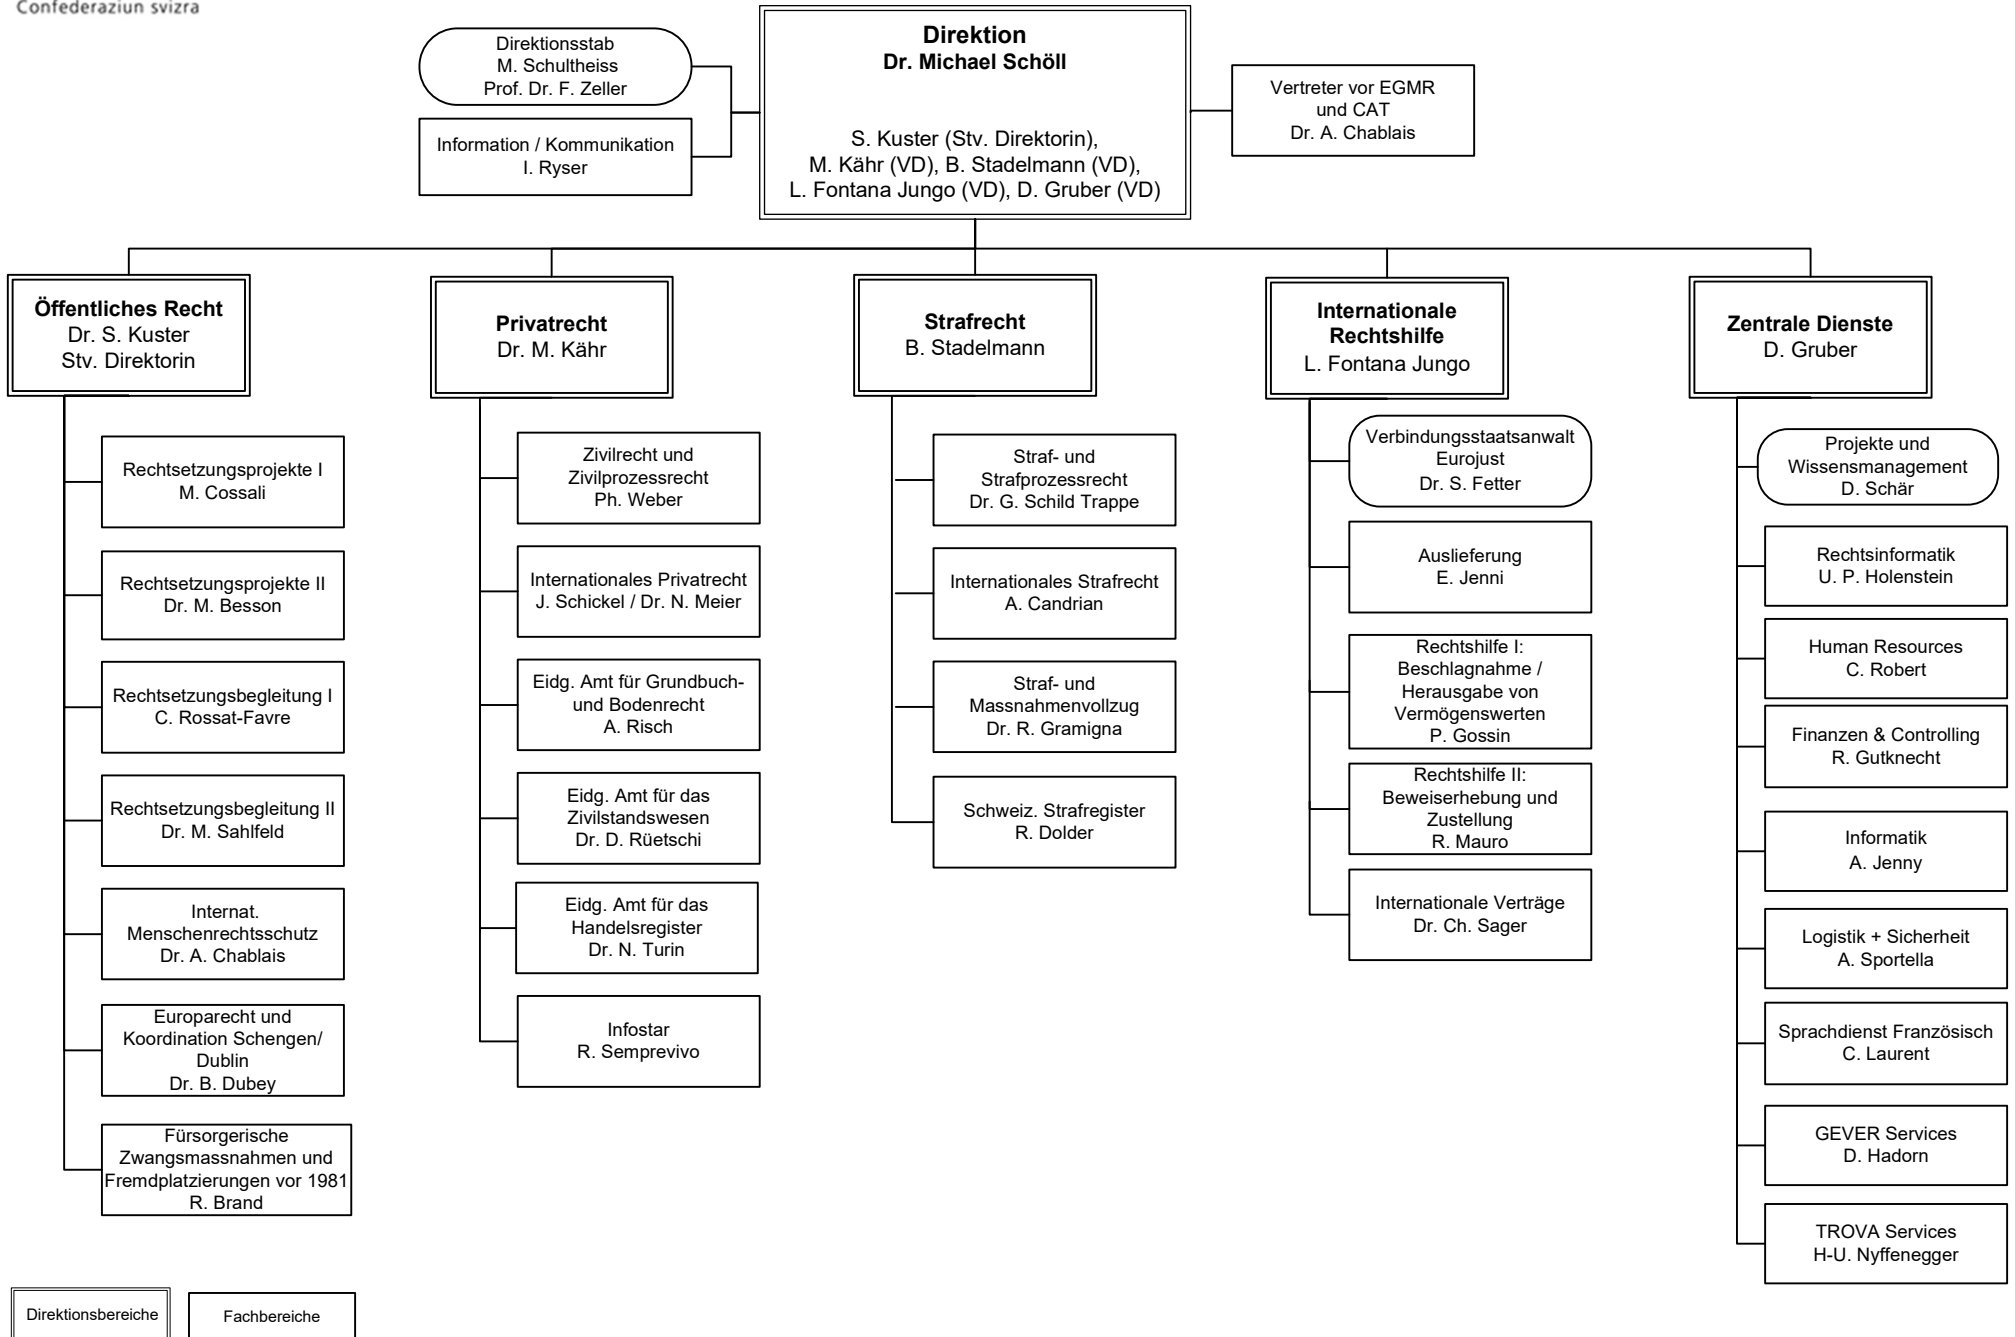 Confederaziun svizra
Direktionsstab
M. Schultheiss
Prof. Dr. F. Zeller
Information / Kommunikation
I. Ryser
Direktion
Dr. Michael Schöll
S. Kuster (Stv. Direktorin),
M. Kähr (VD), B. Stadelmann (VD),
L. Fontana Jungo (VD), D. Gruber (VD)
Vertreter vor EGMR
und CAT
Dr. A. Chablais
Öffentliches Recht
Dr. S. Kuster
Stv. Direktorin
Rechtsetzungsprojekte I
M. Cossali
Rechtsetzungsprojekte II
Dr. M. Besson
Rechtsetzungsbegleitung I
C. Rossat-Favre
Rechtsetzungsbegleitung II
Dr. M. Sahlfeld
Internat.
Menschenrechtsschutz
Dr. A. Chablais
Europarecht und
Koordination Schengen/
Dublin
Dr. B. Dubey
Fürsorgerische
Zwangsmassnahmen und
Fremdplatzierungen vor 1981
R. Brand
Privatrecht
Dr. M. Kähr
Zivilrecht und
Zivilprozessrecht
Ph. Weber
Internationales Privatrecht
J. Schickel / Dr. N. Meier
Eidg. Amt für Grundbuch-
und Bodenrecht
A. Risch
Eidg. Amt für das
Zivilstandswesen
Dr. D. Rüetschi
Eidg. Amt für das
Handelsregister
Dr. N. Turin
Infostar
R. Semprevivo
Strafrecht
B. Stadelmann
Straf- und
Strafprozessrecht
Dr. G. Schild Trappe
Internationales Strafrecht
A. Candrian
Straf- und
Massnahmenvollzug
Dr. R. Gramigna
Schweiz. Strafregister
R. Dolder
Internationale
Rechtshilfe
L. Fontana Jungo
Verbindungsstaatsanwalt
Eurojust
Dr. S. Fetter
Auslieferung
E. Jenni
Rechtshilfe I:
Beschlagnahme /
Herausgabe von
Vermögenswerten
P. Gossin
Rechtshilfe II:
Beweiserhebung und
Zustellung
R. Mauro
Internationale Verträge
Dr. Ch. Sager
Zentrale Dienste
D. Gruber
Projekte und
Wissensmanagement
D. Schär
Rechtsinformatik
U. P. Holenstein
Human Resources
C. Robert
Finanzen & Controlling
R. Gutknecht
Informatik
A. Jenny
Logistik + Sicherheit
A. Sportella
Sprachdienst Französisch
C. Laurent
GEVER Services
D. Hadorn
TROVA Services
H-U. Nyffenegger
Direktionsbereiche
Fachbereiche